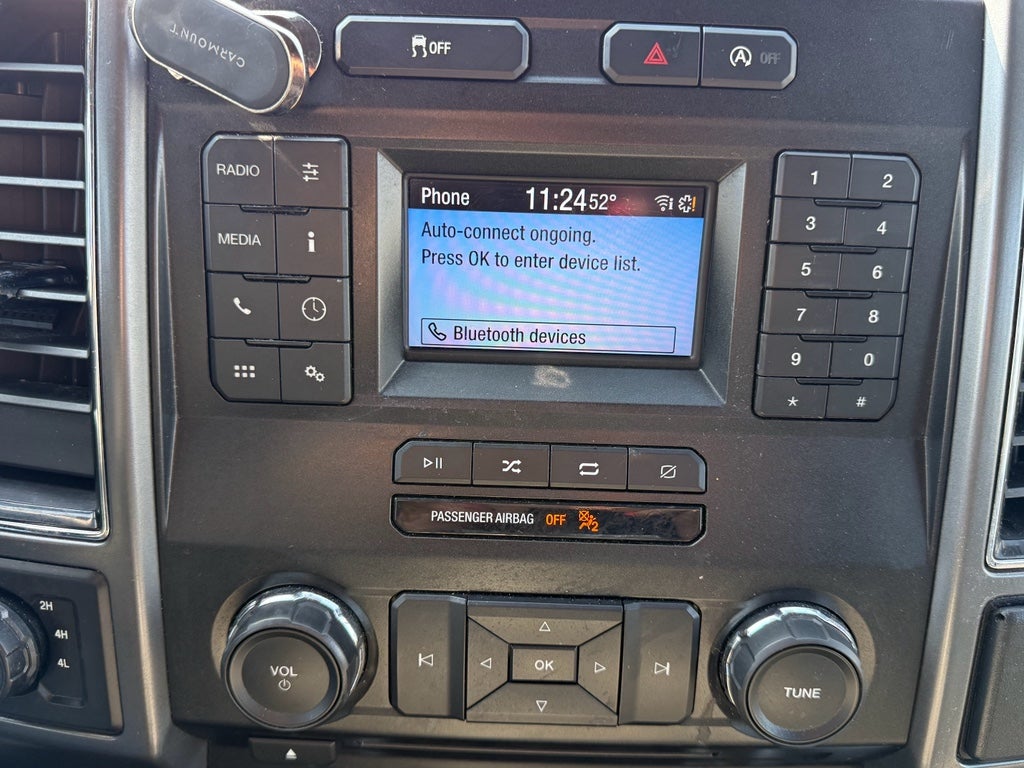 CARMOUNT
OFF
A OFF
RADIO
MEDIA
i
Phone 11:24 52°
Auto-connect ongoing.
Press OK to enter device list.
Bluetooth devices
1 2
3 4
5 6
7 8
9 0
* #
PASSENGER AIRBAG OFF 2
2H
4H
4L
VOL
OK
TUNE